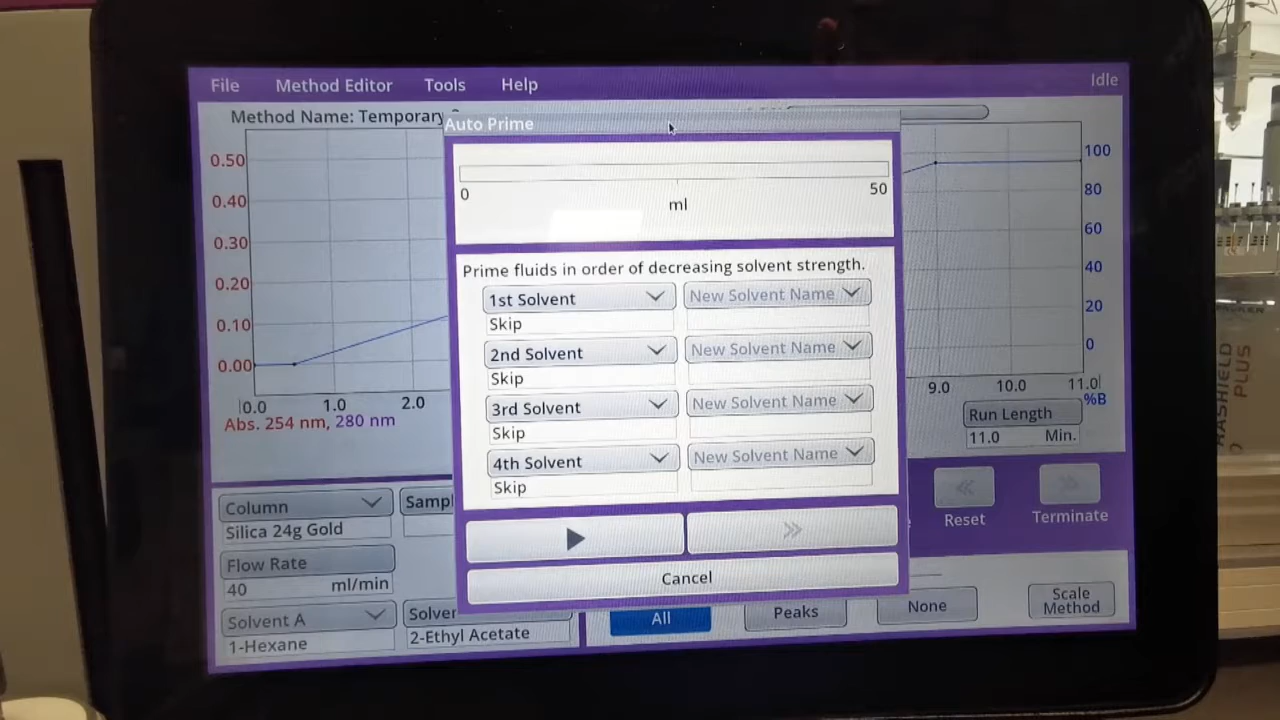 File Method Editor Tools Help Idle
Method Name: Temporary
Auto Prime
0 50
ml
Prime fluids in order of decreasing solvent strength.
1st Solvent New Solvent Name
Skip
2nd Solvent New Solvent Name
Skip
3rd Solvent New Solvent Name
Skip
4th Solvent New Solvent Name
Skip
Cancel
0.50
0.40
0.30
0.20
0.10
0.00
0.0 1.0 2.0
Abs. 254 nm, 280 nm
100
80
60
40
20
0
9.0 10.0 11.0
%B
Run Length
11.0 Min.
Column
Silica 24g Gold
Sampl
Flow Rate
40 ml/min
Solvent A
1-Hexane
Solver
2-Ethyl Acetate
Reset Terminate
All Peaks None
Scale
Method
PLUS